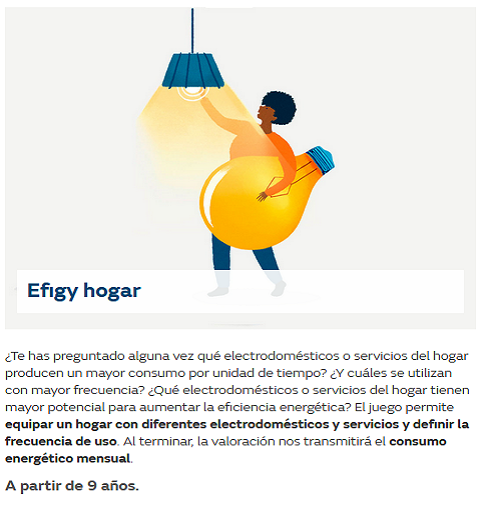 Efigy hogar
¿Te has preguntado alguna vez qué electrodomésticos o servicios del hogar
producen un mayor consumo por unidad de tiempo? ¿Y cuáles se utilizan
con mayor frecuencia? ¿Qué electrodomésticos o servicios del hogar tienen
mayor potencial para aumentar la eficiencia energética? El juego permite
equipar un hogar con diferentes electrodomésticos y servicios y definir la
frecuencia de uso. Al terminar, la valoración nos transmitirá el consumo
energético mensual.
A partir de 9 años.